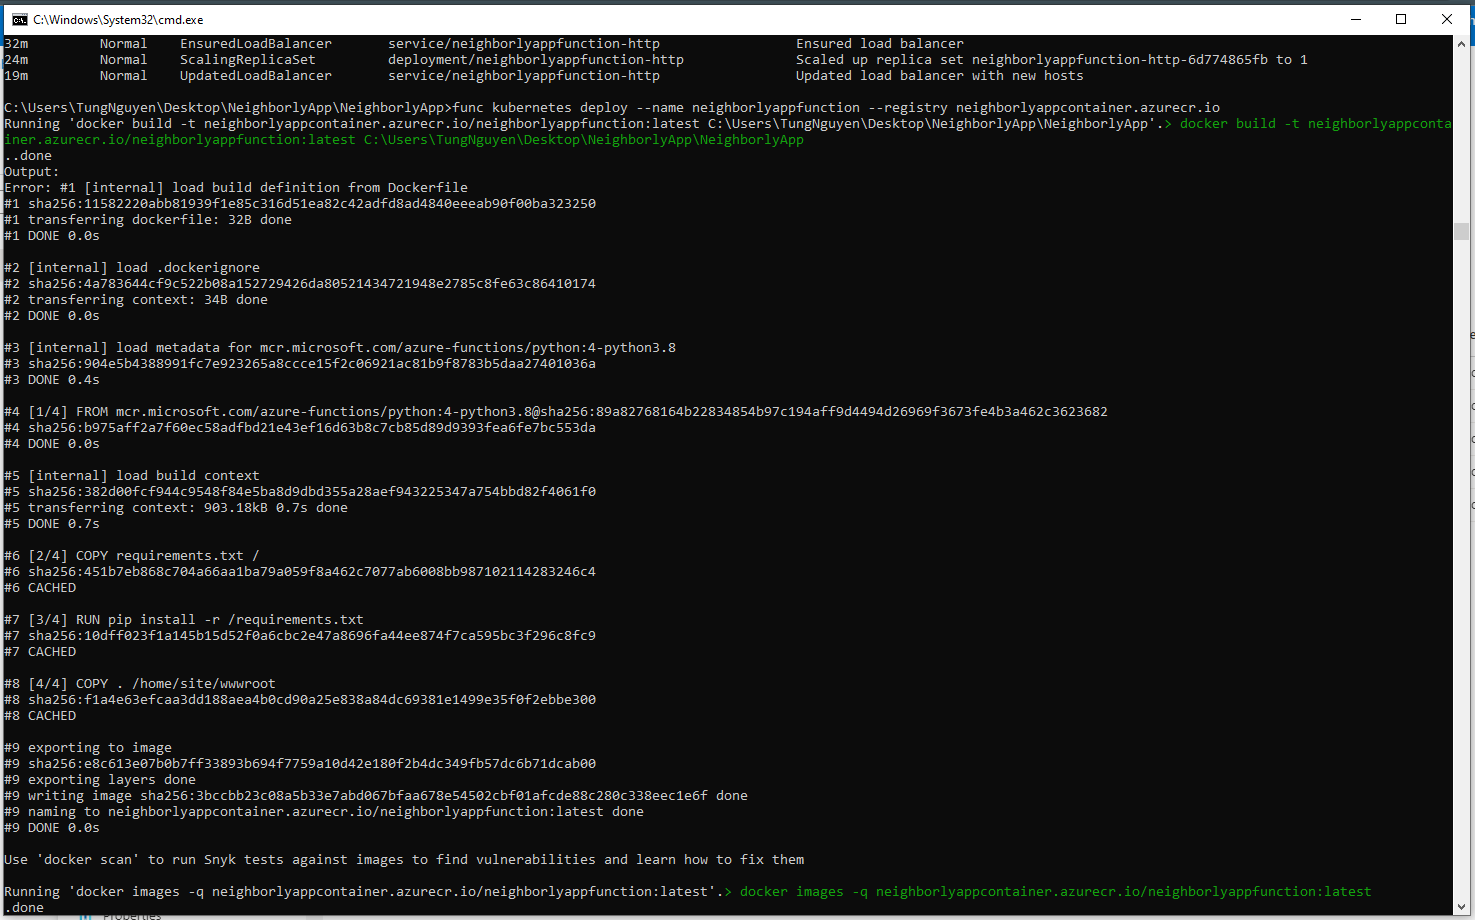 C:\Windows\System32\cmd.exe
32m Normal EnsuredLoadBalancer service/neighborlyappfunction-http Ensured load balancer
24m Normal ScalingReplicaSet deployment/neighborlyappfunction-http Scaled up replica set neighborlyappfunction-http-6d774865fb to 1
19m Normal UpdatedLoadBalancer service/neighborlyappfunction-http Updated load balancer with new hosts
C:\Users\TungNguyen\Desktop\NeighborlyApp\NeighborlyApp>func kubernetes deploy --name neighborlyappfunction --registry neighborlyappcontainer.azurecr.io
Running 'docker build -t neighborlyappcontainer.azurecr.io/neighborlyappfunction:latest C:\Users\TungNguyen\Desktop\NeighborlyApp\NeighborlyApp'.> docker build -t neighborlyappconta
iner.azurecr.io/neighborlyappfunction:latest C:\Users\TungNguyen\Desktop\NeighborlyApp\NeighborlyApp
..done
Output:
Error: #1 [internal] load build definition from Dockerfile
#1 sha256:11582220abb81939f1e85c316d51ea82c42adfd8ad4840eeeab90f00ba323250
#1 transferring dockerfile: 32B done
#1 DONE 0.0s
#2 [internal] load .dockerignore
#2 sha256:4a783644cf9c522b08a152729426da80521434721948e2785c8fe63c86410174
#2 transferring context: 34B done
#2 DONE 0.0s
#3 [internal] load metadata for mcr.microsoft.com/azure-functions/python:4-python3.8
#3 sha256:904e5b4388991fc7e923265a8ccce15f2c06921ac81b9f8783b5daa27401036a
#3 DONE 0.4s
#4 [1/4] FROM mcr.microsoft.com/azure-functions/python:4-python3.8@sha256:89a82768164b22834854b97c194aff9d4494d26969f3673fe4b3a462c3623682
#4 sha256:b975aff2a7f60ec58adfbd21e43ef16d63b8c7cb85d89d9393fea6fe7bc553da
#4 DONE 0.0s
#5 [internal] load build context
#5 sha256:382d00fcf944c9548f84e5ba8d9dbd355a28aef943225347a754bbd82f4061f0
#5 transferring context: 903.18kB 0.7s done
#5 DONE 0.7s
#6 [2/4] COPY requirements.txt /
#6 sha256:451b7eb868c704a66aa1ba79a059f8a462c7077ab6008bb987102114283246c4
#6 CACHED
#7 [3/4] RUN pip install -r /requirements.txt
#7 sha256:10dff023f1a145b15d52f0a6cbc2e47a8696fa44ee874f7ca595bc3f296c8fc9
#7 CACHED
#8 [4/4] COPY . /home/site/wwwroot
#8 sha256:f1a4e63efcaa3dd188aea4b0cd90a25e838a84dc69381e1499e35f0f2ebbe300
#8 CACHED
#9 exporting to image
#9 sha256:e8c613e07b0b7ff33893b694f7759a10d42e180f2b4dc349fb57dc6b71dcab00
#9 exporting layers done
#9 writing image sha256:3bccbb23c08a5b33e7abd067bfaa678e54502cbf01afcde88c280c338eec1e6f done
#9 naming to neighborlyappcontainer.azurecr.io/neighborlyappfunction:latest done
#9 DONE 0.0s
Use 'docker scan' to run Snyk tests against images to find vulnerabilities and learn how to fix them
Running 'docker images -q neighborlyappcontainer.azurecr.io/neighborlyappfunction:latest'.> docker images -q neighborlyappcontainer.azurecr.io/neighborlyappfunction:latest
.done
Properties